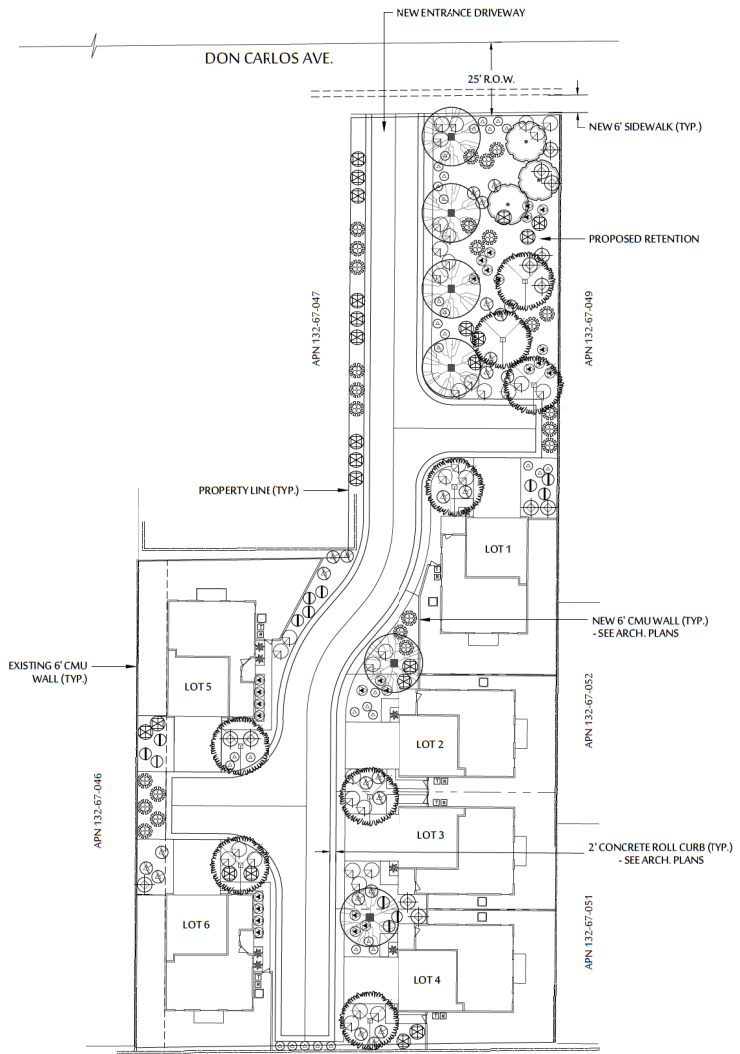 NEW ENTRANCE DRIVEWAY
DON CARLOS AVE.
25' R.O.W.
NEW 6' SIDEWALK (TYP.)
PROPOSED RETENTION
APN 132-67-047
APN 132-67-049
PROPERTY LINE (TYP.)
LOT 1
NEW 6' CMU WALL (TYP.)
- SEE ARCH. PLANS
EXISTING 6' CMU
WALL (TYP.)
LOT 5
APN 132-67-052
LOT 2
APN 132-67-046
LOT 3
2' CONCRETE ROLL CURB (TYP.)
- SEE ARCH. PLANS
LOT 6
APN 132-67-051
LOT 4